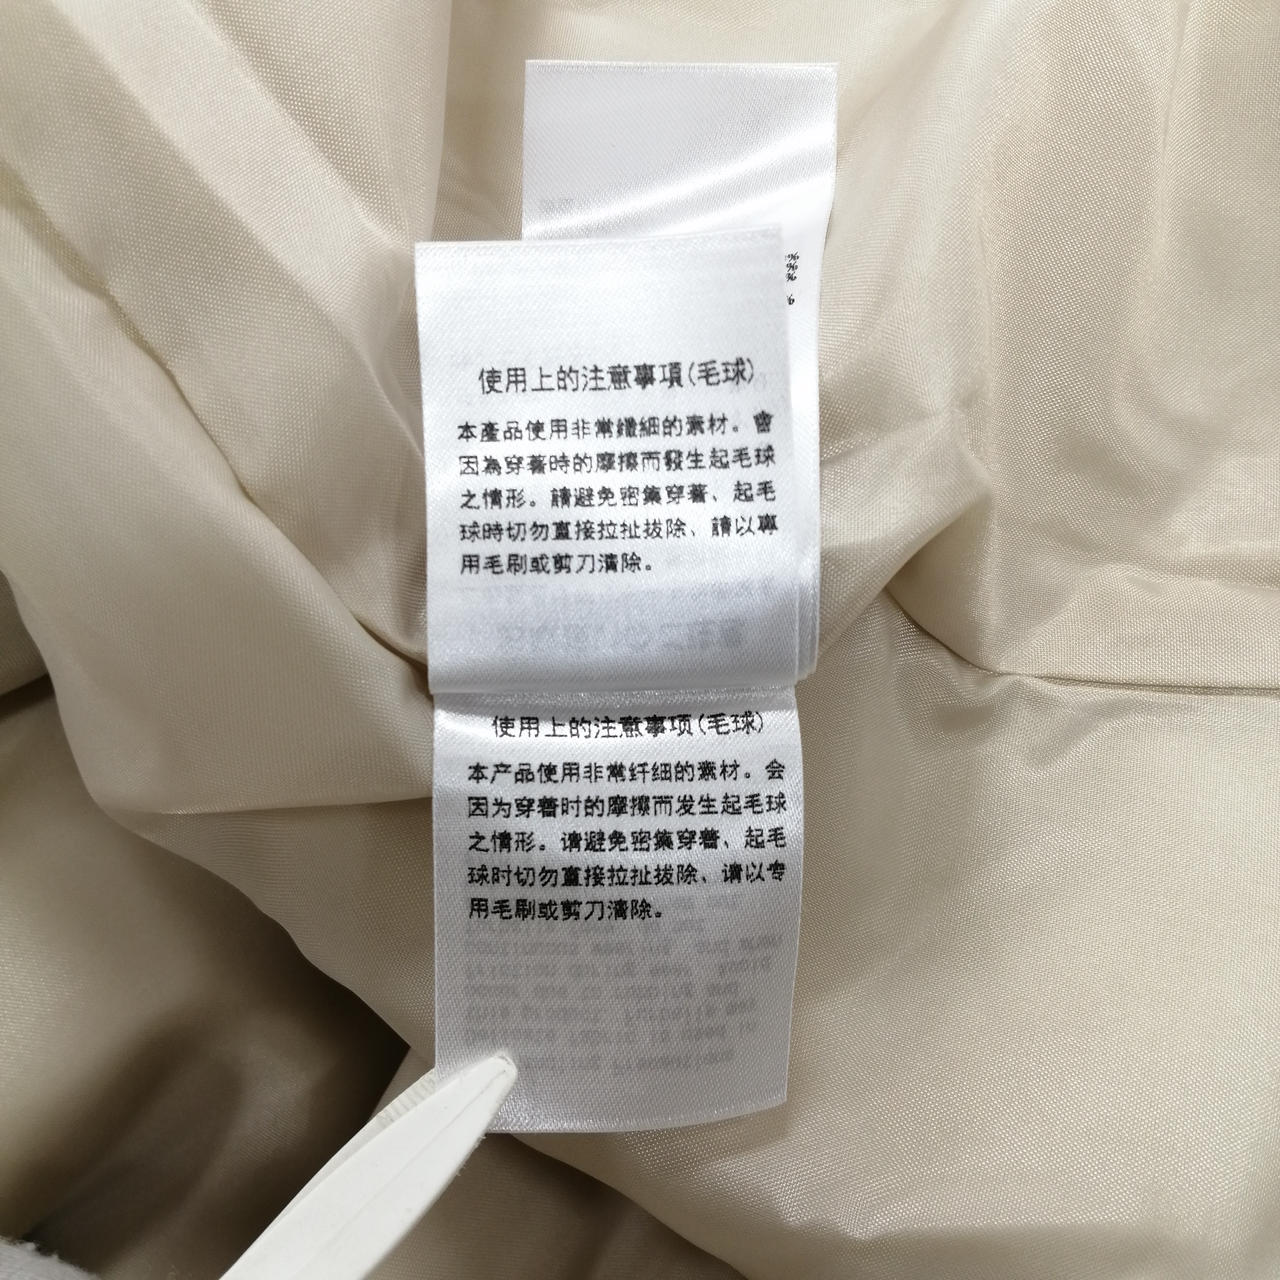 %
%
%
%
使用上的注意事項(毛球)
本產品使用非常纖細的素材。會
因為穿著時的摩擦而發生起毛球
之情形。請避免密集穿著、起毛
球時切勿直接拉扯拔除、請以專
用毛刷或剪刀清除。
使用上的注意事项(毛球)
本产品使用非常纤细的素材。会
因为穿着时的摩擦而发生起毛球
之情形。请避免密集穿着、起毛
球时切勿直接拉扯拔除、请以专
用毛刷或剪刀清除。